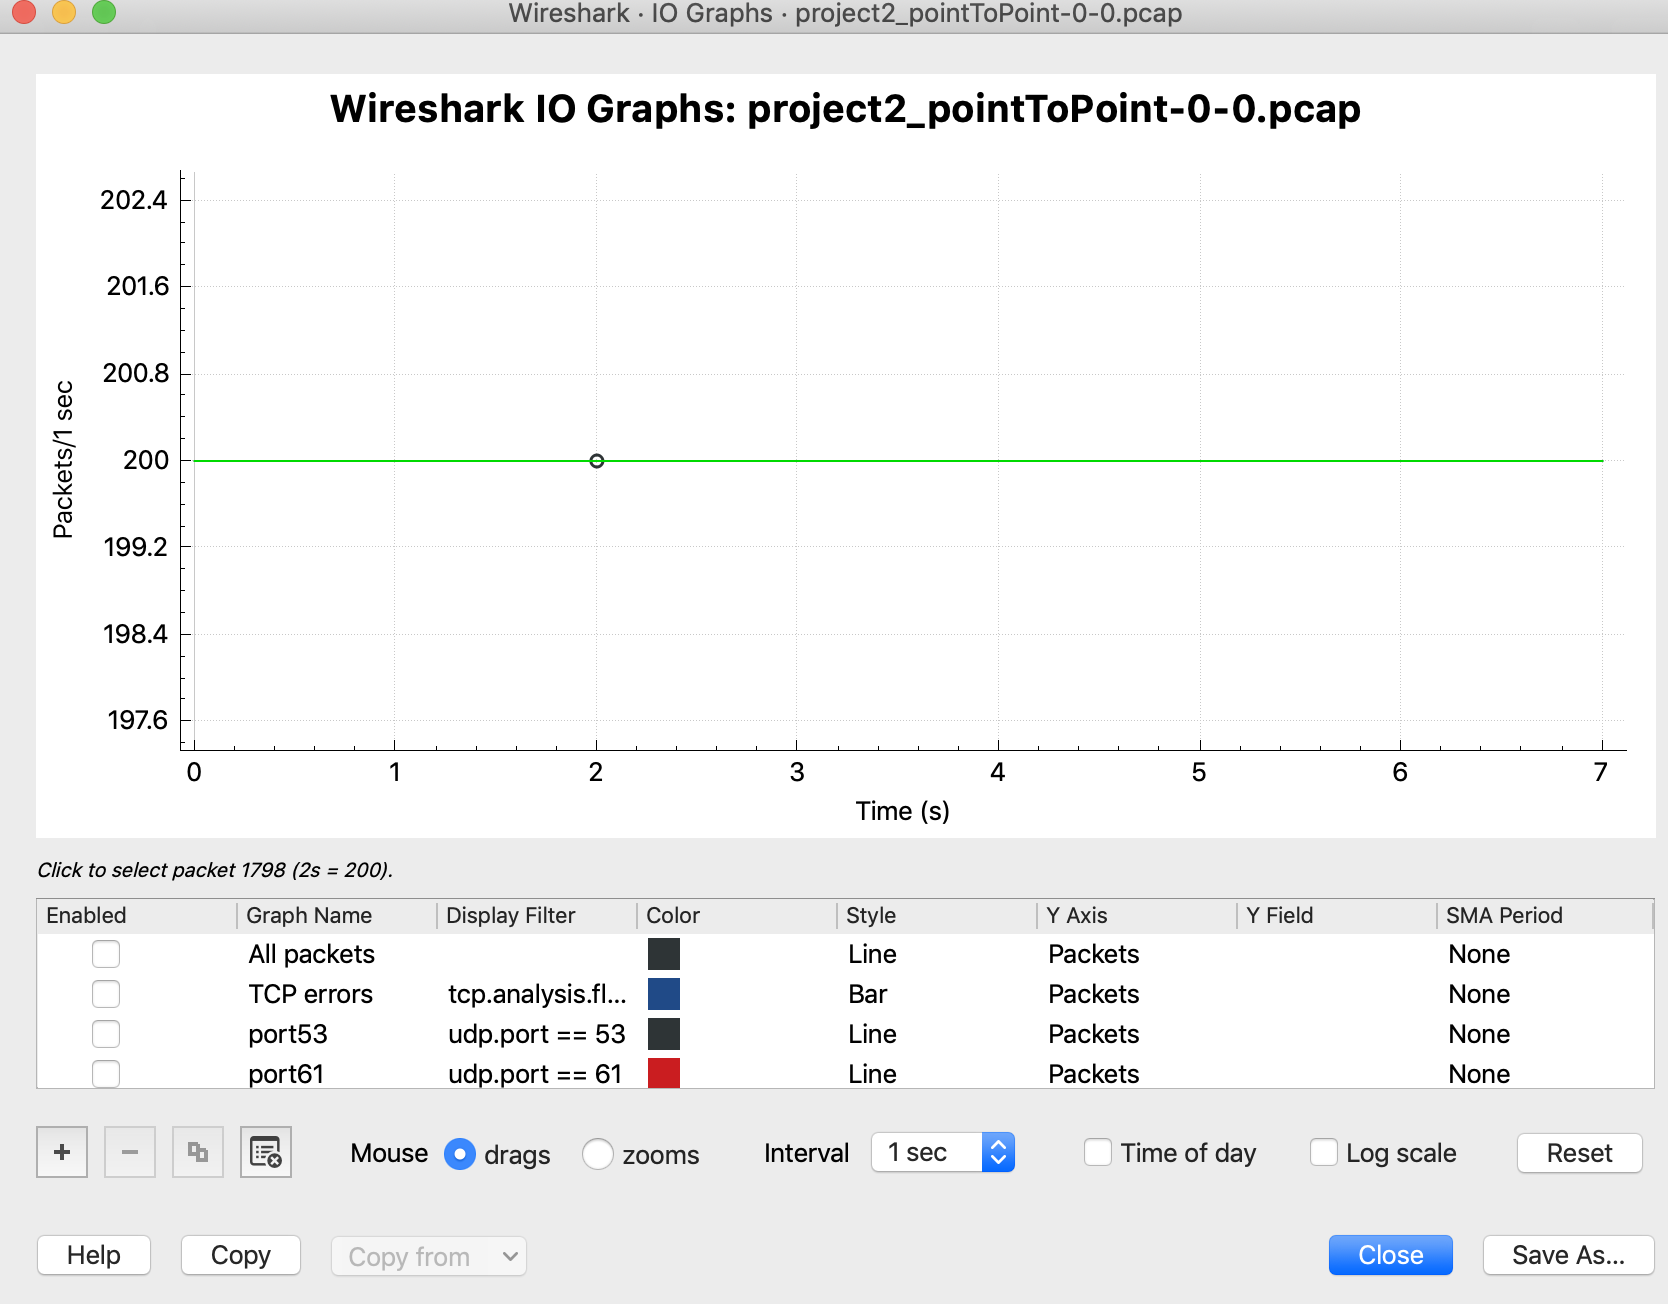 Wireshark · IO Graphs · project2_pointToPoint-0-0.pcap
Wireshark IO Graphs: project2_pointToPoint-0-0.pcap
202.4
201.6
200.8
200
199.2
198.4
197.6
Packets/1 sec
0 1 2 3 4 5 6 7
Time (s)
Click to select packet 1798 (2s = 200).
Enabled Graph Name Display Filter Color Style Y Axis Y Field SMA Period
All packets Line Packets None
TCP errors tcp.analysis.fl... Bar Packets None
port53 udp.port == 53 Line Packets None
port61 udp.port == 61 Line Packets None
+ − Mouse drags zooms Interval 1 sec Time of day Log scale Reset
Help Copy Copy from Close Save As...